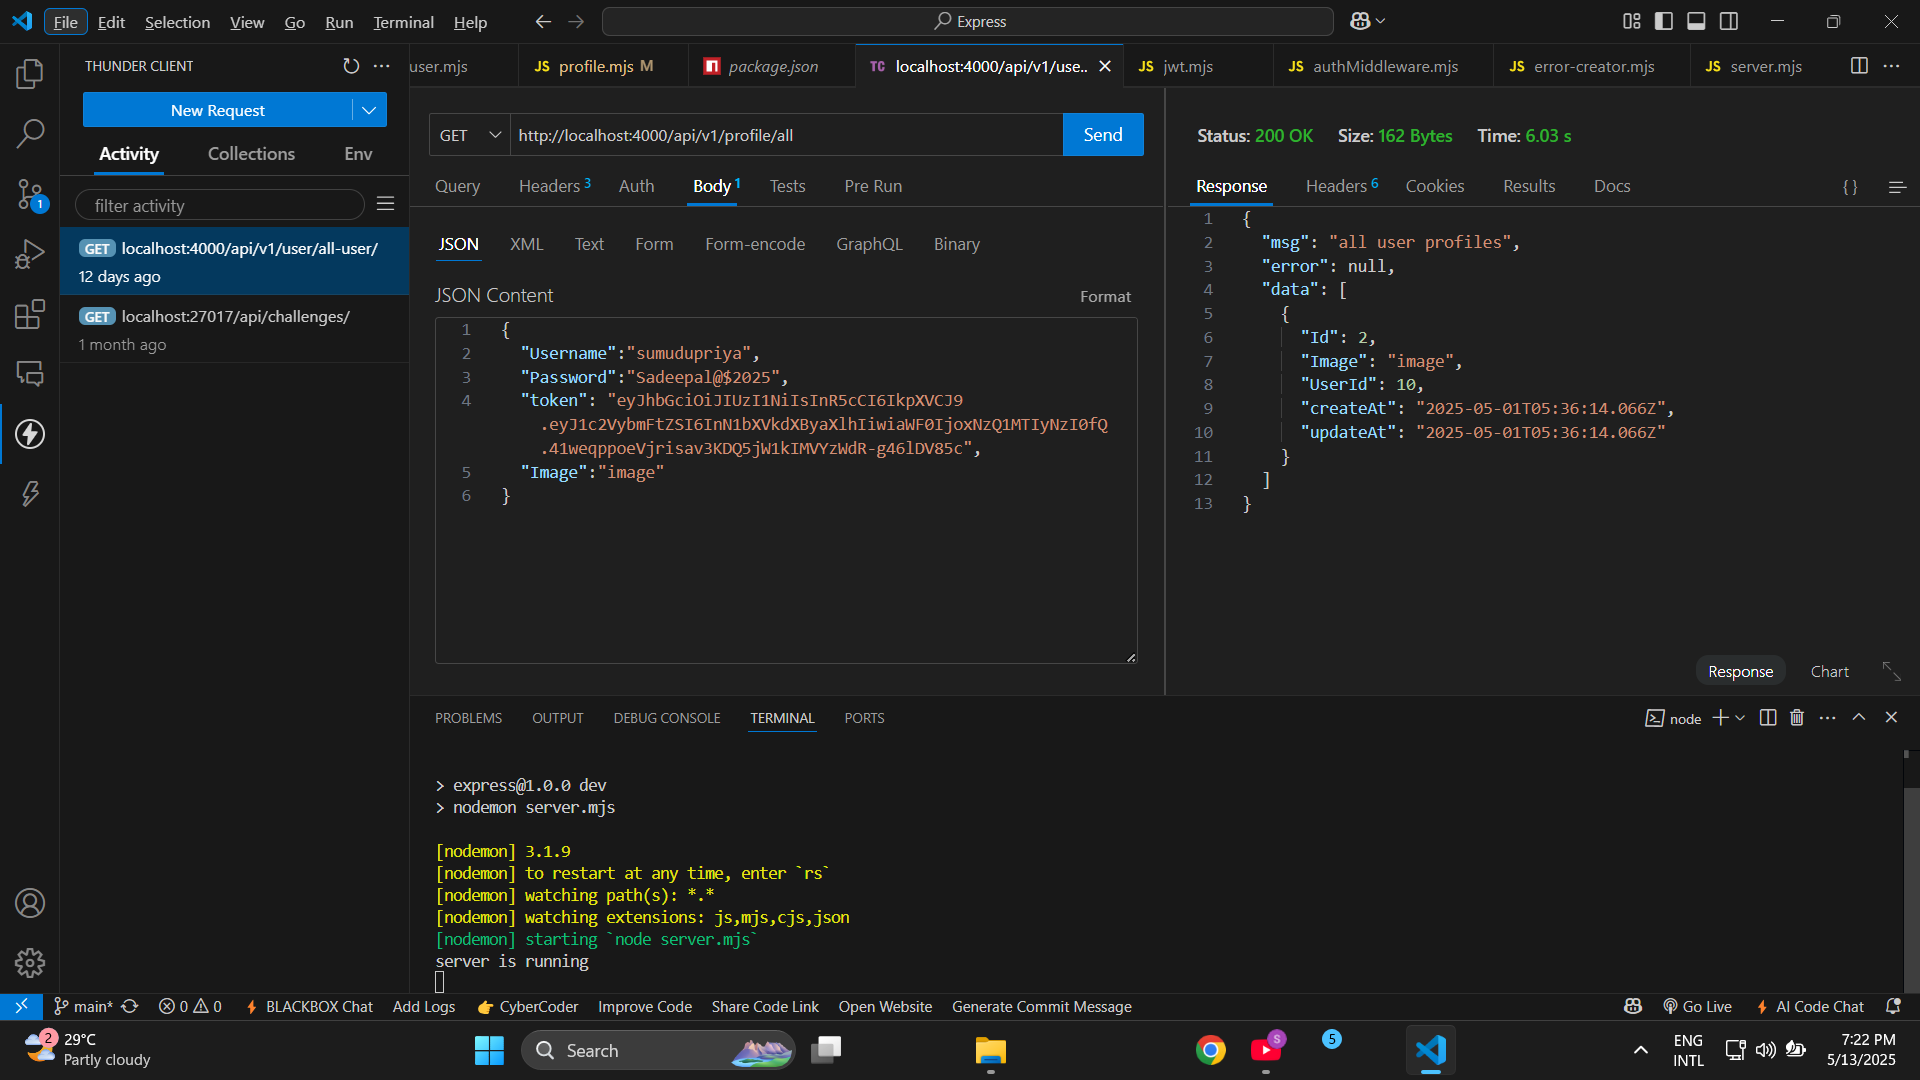 File Edit Selection View Go Run Terminal Help
Express
THUNDER CLIENT
New Request
Activity Collections Env
filter activity
GET localhost:4000/api/v1/user/all-user/
12 days ago
GET localhost:27017/api/challenges/
1 month ago
user.mjs
JS profile.mjs M
package.json
TC localhost:4000/api/v1/use..
JS jwt.mjs
JS authMiddleware.mjs
JS error-creator.mjs
JS server.mjs
GET http://localhost:4000/api/v1/profile/all Send
Query Headers 3 Auth Body 1 Tests Pre Run
JSON XML Text Form Form-encode GraphQL Binary
JSON Content Format
1 {
2 "Username":"sumudupriya",
3 "Password":"Sadeepal@$2025",
4 "token": "eyJhbGciOiJIUzI1NiIsInR5cCI6IkpXVCJ9
.eyJ1c2VybmFtZSI6InN1bXVkdXByaXlhIiwiaWF0IjoxNzQ1MTIyNzI0fQ
.41weqppoeVjrisav3KDQ5jW1kIMVYzWdR-g46lDV85c",
5 "Image":"image"
6 }
Status: 200 OK Size: 162 Bytes Time: 6.03 s
Response Headers 6 Cookies Results Docs { }
1 {
2 "msg": "all user profiles",
3 "error": null,
4 "data": [
5 {
6 "Id": 2,
7 "Image": "image",
8 "UserId": 10,
9 "createAt": "2025-05-01T05:36:14.066Z",
10 "updateAt": "2025-05-01T05:36:14.066Z"
11 }
12 ]
13 }
Response Chart
PROBLEMS OUTPUT DEBUG CONSOLE TERMINAL PORTS
node
> express@1.0.0 dev
> nodemon server.mjs
[nodemon] 3.1.9
[nodemon] to restart at any time, enter `rs`
[nodemon] watching path(s): *.*
[nodemon] watching extensions: js,mjs,cjs,json
[nodemon] starting `node server.mjs`
server is running
1
main* 0 0 BLACKBOX Chat Add Logs CyberCoder Improve Code Share Code Link Open Website Generate Commit Message
Go Live AI Code Chat
2
29°C
Partly cloudy
Search
S
5
ENG
INTL
7:22 PM
5/13/2025